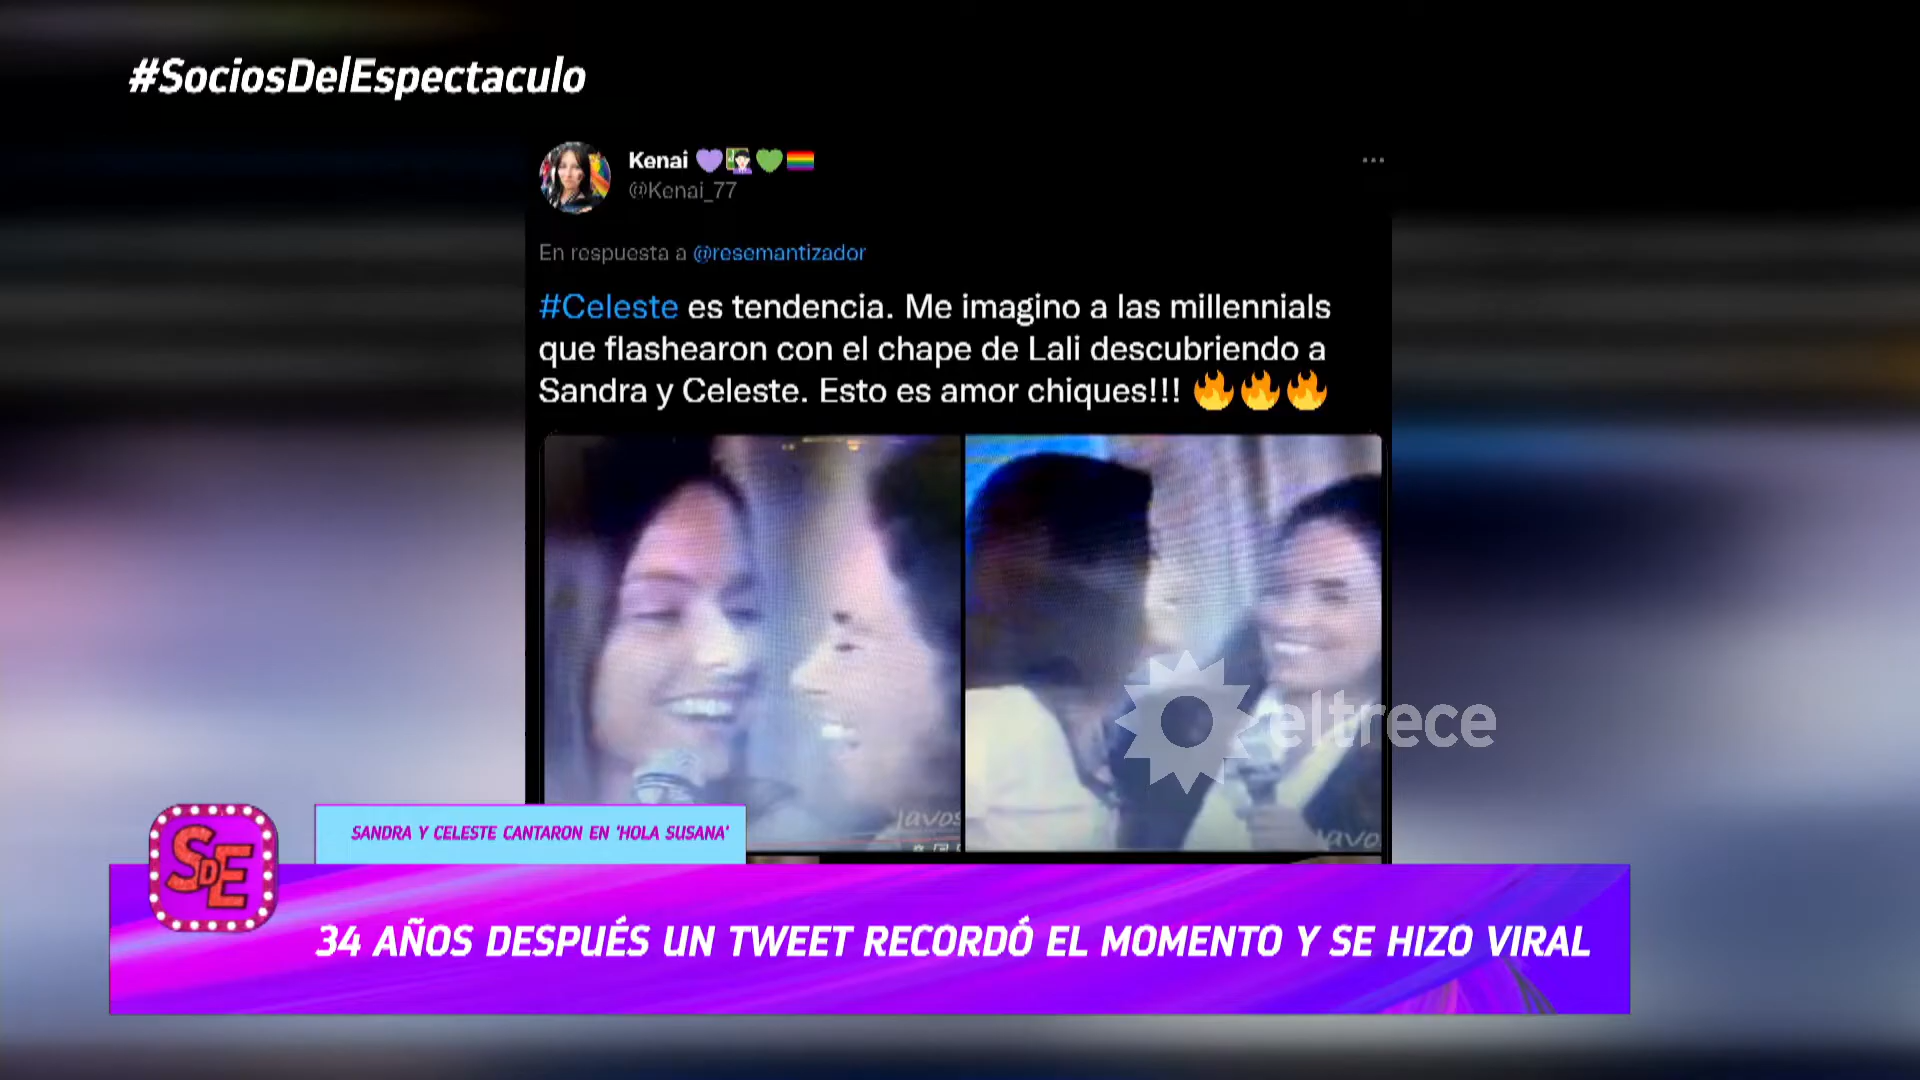 #SociosDelEspectaculo
Kenai 💜👩🏻‍🏫💚🏳️‍🌈
@Kenai_77
En respuesta a @resemantizador
#Celeste es tendencia. Me imagino a las millennials
que flashearon con el chape de Lali descubriendo a
Sandra y Celeste. Esto es amor chiques!!! 🔥🔥🔥
eltrece
SDE
SANDRA Y CELESTE CANTARON EN 'HOLA SUSANA'
34 AÑOS DESPUÉS UN TWEET RECORDÓ EL MOMENTO Y SE HIZO VIRAL